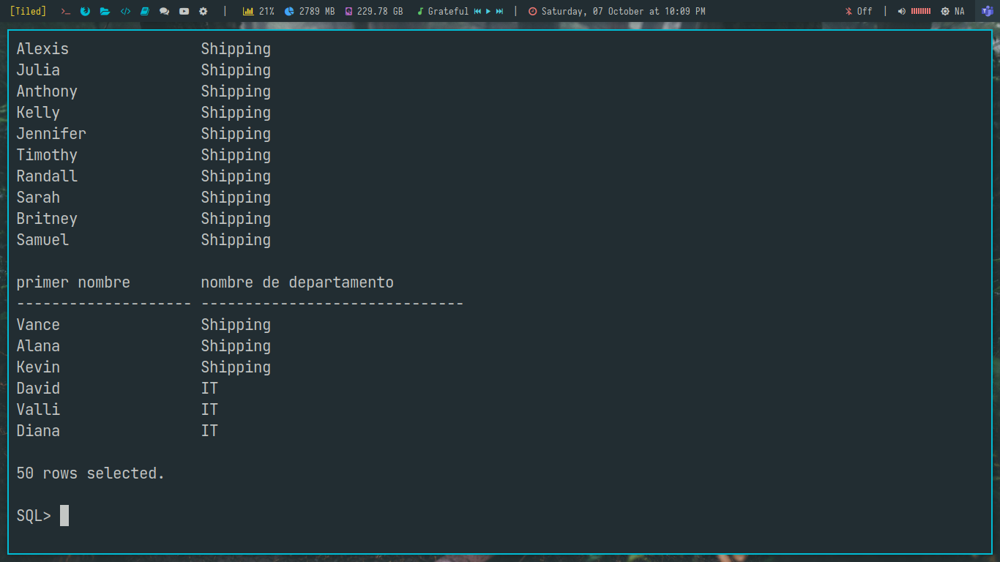 [Tiled] | 21% 2789 MB 229.78 GB Grateful | Saturday, 07 October at 10:09 PM Off | NA
Alexis Shipping
Julia Shipping
Anthony Shipping
Kelly Shipping
Jennifer Shipping
Timothy Shipping
Randall Shipping
Sarah Shipping
Britney Shipping
Samuel Shipping
primer nombre nombre de departamento
-------------------- ------------------------------
Vance Shipping
Alana Shipping
Kevin Shipping
David IT
Valli IT
Diana IT
50 rows selected.
SQL>